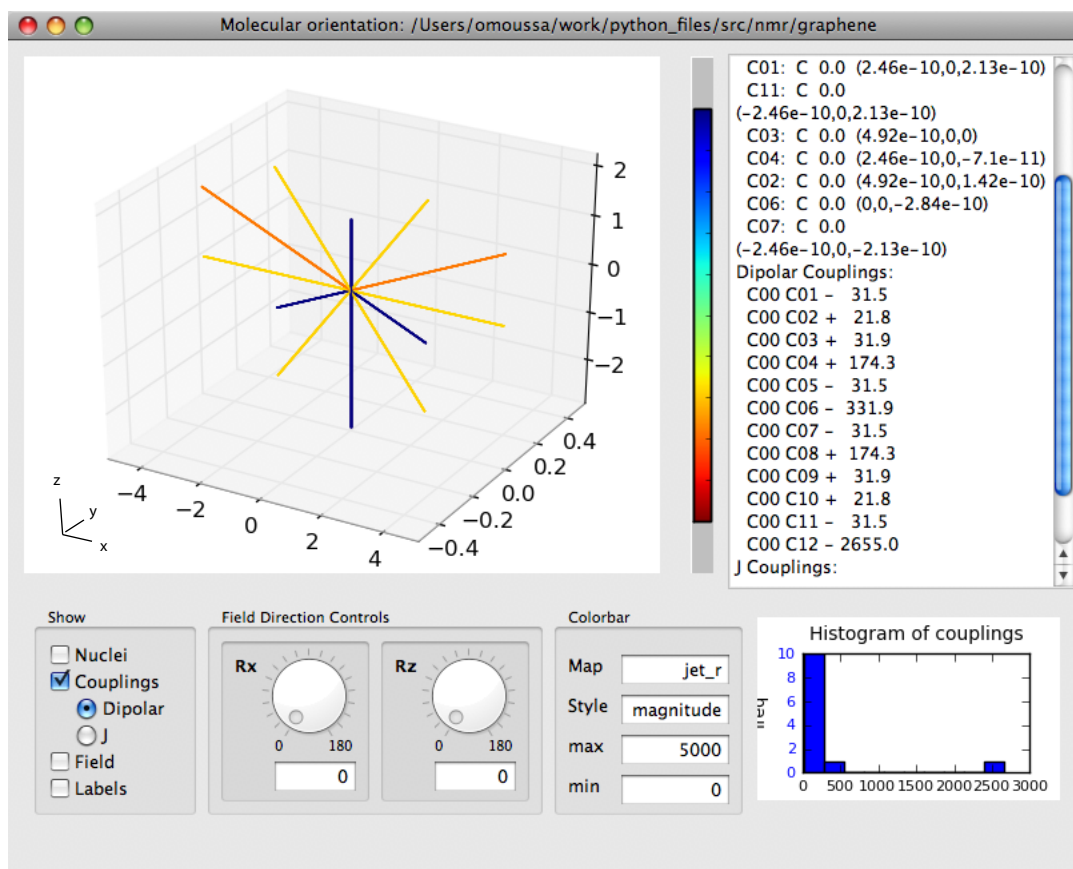 Molecular orientation: /Users/omoussa/work/python_files/src/nmr/graphene
2
1
0
−1
−2
−4
−2
0
2
4
−0.4
−0.2
0.0
0.2
0.4
z
y
x
C01: C 0.0 (2.46e-10,0,2.13e-10)
C11: C 0.0
(-2.46e-10,0,2.13e-10)
C03: C 0.0 (4.92e-10,0,0)
C04: C 0.0 (2.46e-10,0,-7.1e-11)
C02: C 0.0 (4.92e-10,0,1.42e-10)
C06: C 0.0 (0,0,-2.84e-10)
C07: C 0.0
(-2.46e-10,0,-2.13e-10)
Dipolar Couplings:
C00 C01 - 31.5
C00 C02 + 21.8
C00 C03 + 31.9
C00 C04 + 174.3
C00 C05 - 31.5
C00 C06 - 331.9
C00 C07 - 31.5
C00 C08 + 174.3
C00 C09 + 31.9
C00 C10 + 21.8
C00 C11 - 31.5
C00 C12 - 2655.0
J Couplings:
Show
Nuclei
Couplings
Dipolar
J
Field
Labels
Field Direction Controls
Rx
0 180
0
Rz
0 180
0
Colorbar
Map jet_r
Style magnitude
max 5000
min 0
Histogram of couplings
10
8
6
4
2
0
0 500 1000 1500 2000 2500 3000